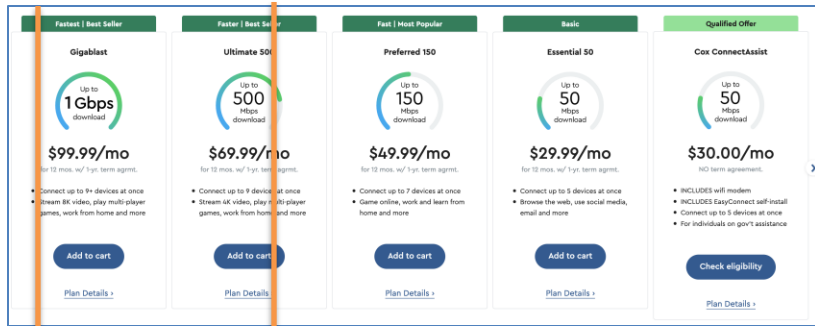 Fastest | Best Seller
Gigablast
Up to
1 Gbps
download
$99.99/mo
for 12 mos. w/ 1-yr. term agrmt.
• Connect up to 9+ devices at once
• Stream 8K video, play multi-player
games, work from home and more
Add to cart
Plan Details ›
Faster | Best Seller
Ultimate 500
Up to
500
Mbps
download
$69.99/mo
for 12 mos. w/ 1-yr. term agrmt.
• Connect up to 9 devices at once
• Stream 4K video, play multi-player
games, work from home and more
Add to cart
Plan Details
Fast | Most Popular
Preferred 150
Up to
150
Mbps
download
$49.99/mo
for 12 mos. w/ 1-yr. term agrmt.
• Connect up to 7 devices at once
• Game online, work and learn from
home and more
Add to cart
Plan Details ›
Basic
Essential 50
Up to
50
Mbps
download
$29.99/mo
for 12 mos. w/ 1-yr. term agrmt.
• Connect up to 5 devices at once
• Browse the web, use social media,
email and more
Add to cart
Plan Details ›
Qualified Offer
Cox ConnectAssist
Up to
50
Mbps
download
$30.00/mo
NO term agreement.
• INCLUDES wifi modem
• INCLUDES EasyConnect self-install
• Connect up to 5 devices at once
• For individuals on gov't assistance
Check eligibility
Plan Details ›